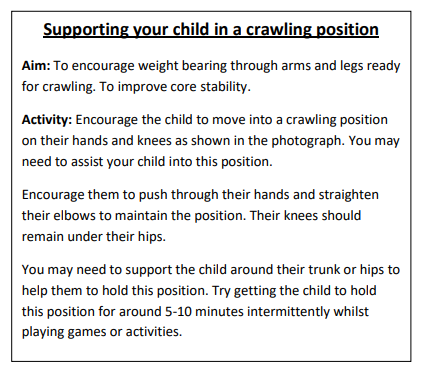 Supporting your child in a crawling position
Aim: To encourage weight bearing through arms and legs ready
for crawling. To improve core stability.
Activity: Encourage the child to move into a crawling position
on their hands and knees as shown in the photograph. You may
need to assist your child into this position.
Encourage them to push through their hands and straighten
their elbows to maintain the position. Their knees should
remain under their hips.
You may need to support the child around their trunk or hips to
help them to hold this position. Try getting the child to hold
this position for around 5-10 minutes intermittently whilst
playing games or activities.